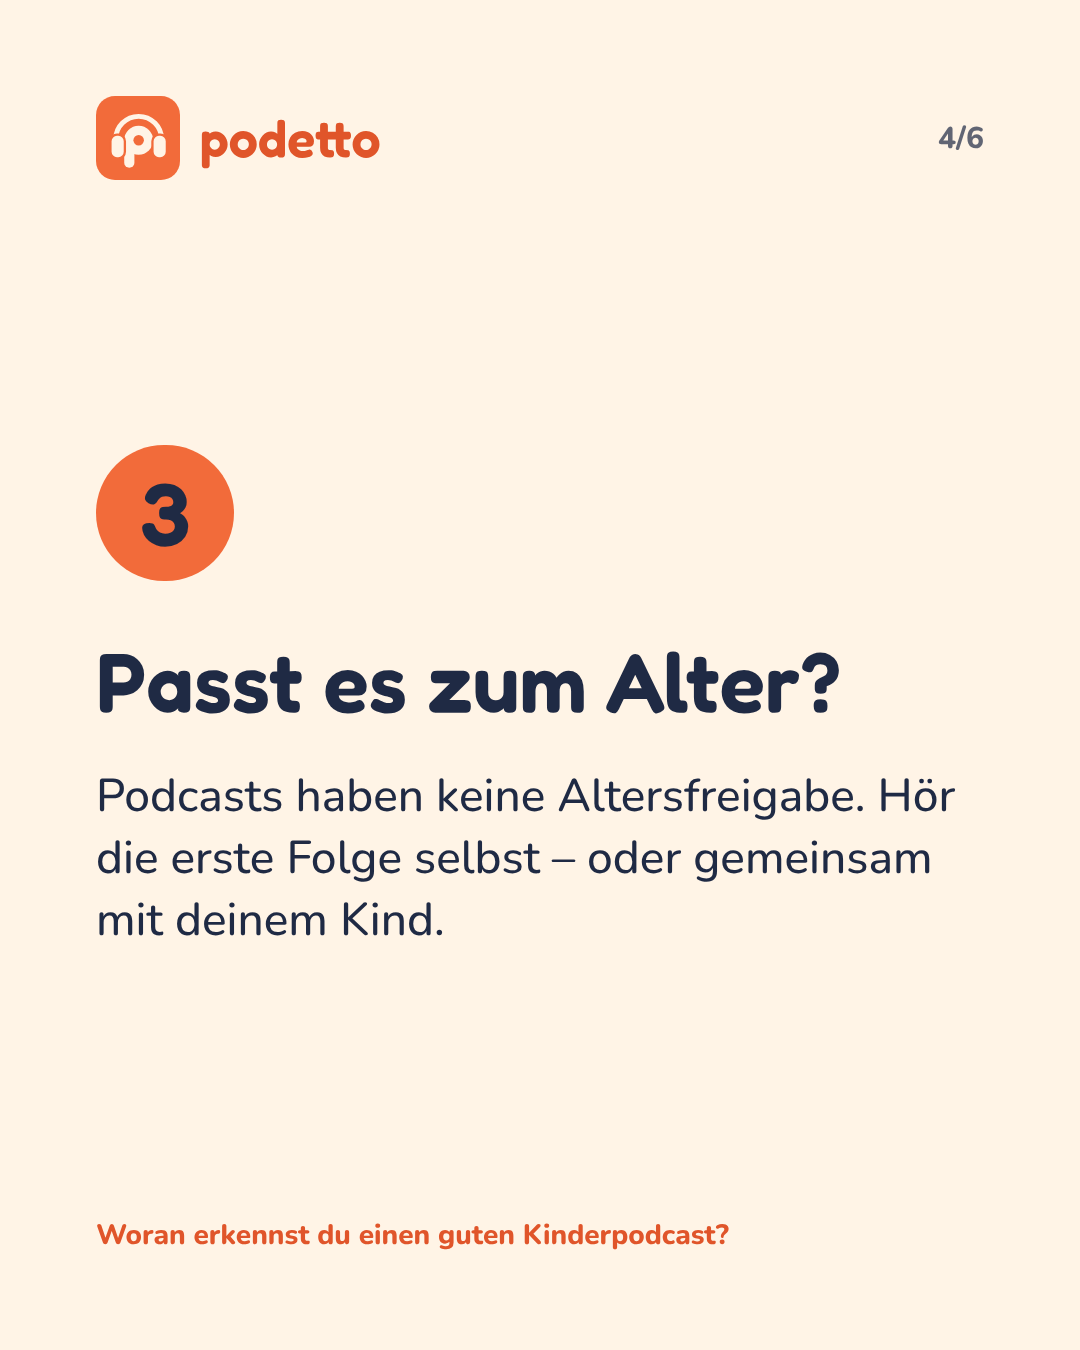 podetto
4/6
3
Passt es zum Alter?
Podcasts haben keine Altersfreigabe. Hör
die erste Folge selbst – oder gemeinsam
mit deinem Kind.
Woran erkennst du einen guten Kinderpodcast?